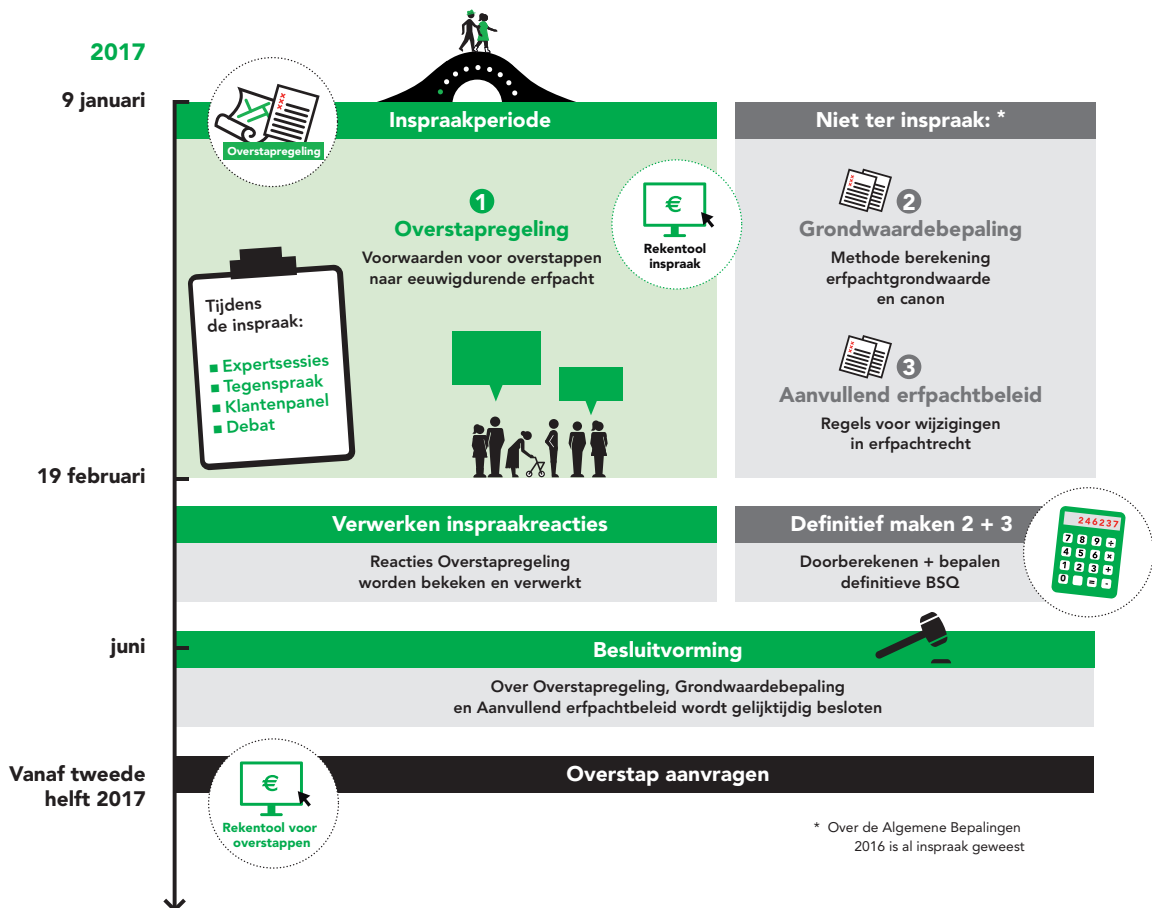 2017
9 januari
Overstapregeling
Inspraakperiode
1
Overstapregeling
Voorwaarden voor overstappen
naar eeuwigdurende erfpacht
€
Rekentool
inspraak
Tijdens
de inspraak:
Expertsessies
Tegenspraak
Klantenpanel
Debat
Niet ter inspraak: *
2
Grondwaardebepaling
Methode berekening
erfpachtgrondwaarde
en canon
3
Aanvullend erfpachtbeleid
Regels voor wijzigingen
in erfpachtrecht
19 februari
Verwerken inspraakreacties
Reacties Overstapregeling
worden bekeken en verwerkt
Definitief maken 2 + 3
Doorberekenen + bepalen
definitieve BSQ
246237
7 8 9 ÷
4 5 6 ×
1 2 3 +
0 = -
juni
Besluitvorming
Over Overstapregeling, Grondwaardebepaling
en Aanvullend erfpachtbeleid wordt gelijktijdig besloten
Vanaf tweede
helft 2017
Overstap aanvragen
€
Rekentool voor
overstappen
* Over de Algemene Bepalingen
2016 is al inspraak geweest